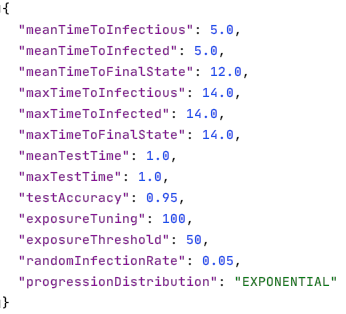 {
"meanTimeToInfectious": 5.0,
"meanTimeToInfected": 5.0,
"meanTimeToFinalState": 12.0,
"maxTimeToInfectious": 14.0,
"maxTimeToInfected": 14.0,
"maxTimeToFinalState": 14.0,
"meanTestTime": 1.0,
"maxTestTime": 1.0,
"testAccuracy": 0.95,
"exposureTuning": 100,
"exposureThreshold": 50,
"randomInfectionRate": 0.05,
"progressionDistribution": "EXPONENTIAL"
}